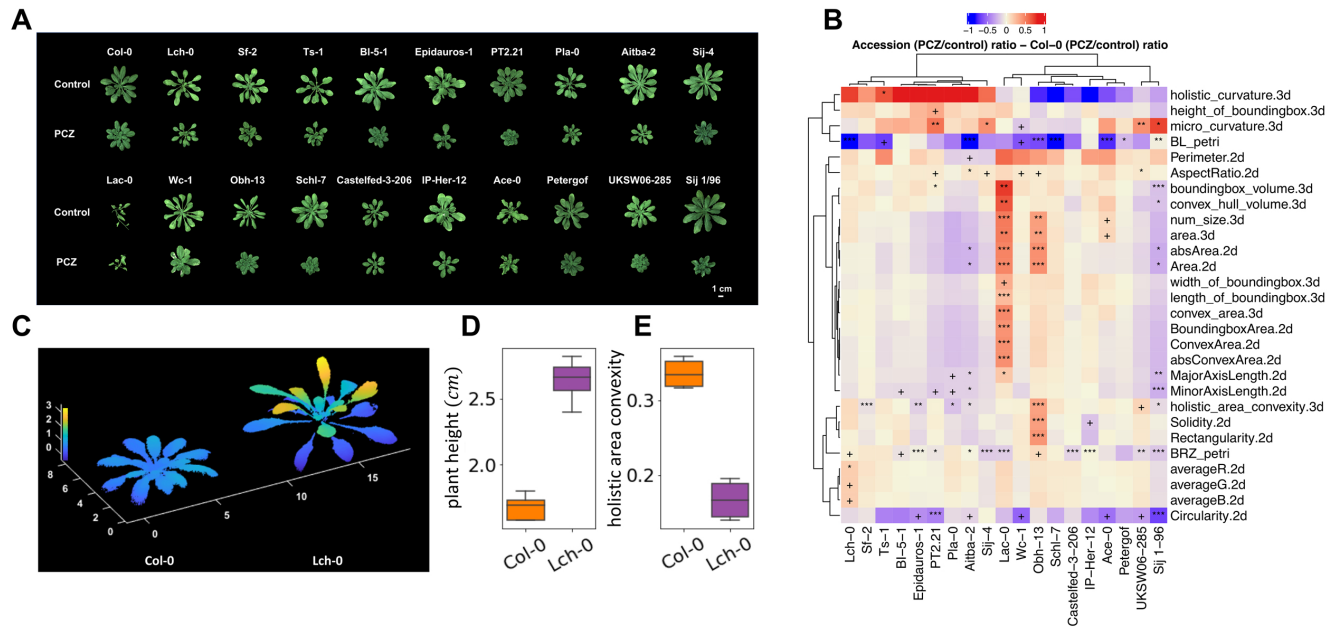 A
Col-0 Lch-0 Sf-2 Ts-1 Bl-5-1 Epidauros-1 PT2.21 Pla-0 Aitba-2 Sij-4
Control
PCZ
Lac-0 Wc-1 Obh-13 Schl-7 Castelfed-3-206 IP-Her-12 Ace-0 Petergof UKSW06-285 Sij 1/96
Control
PCZ
1 cm
B
−1 −0.5 0 0.5 1
Accession (PCZ/control) ratio − Col−0 (PCZ/control) ratio
holistic_curvature.3d
height_of_boundingbox.3d
micro_curvature.3d
BL_petri
Perimeter.2d
AspectRatio.2d
boundingbox_volume.3d
convex_hull_volume.3d
num_size.3d
area.3d
absArea.2d
Area.2d
width_of_boundingbox.3d
length_of_boundingbox.3d
convex_area.3d
BoundingboxArea.2d
ConvexArea.2d
absConvexArea.2d
MajorAxisLength.2d
MinorAxisLength.2d
holistic_area_convexity.3d
Solidity.2d
Rectangularity.2d
BRZ_petri
averageR.2d
averageG.2d
averageB.2d
Circularity.2d
Lch−0
Sf−2
Ts−1
Bl−5−1
Epidauros−1
PT2.21
Pla−0
Aitba−2
Sij−4
Lac−0
Wc−1
Obh−13
Schl−7
Castelfed−3−206
IP−Her−12
Ace−0
Petergof
UKSW06−285
Sij 1−96
C
3
2
1
0
8
6
4
2
0
0
5
10
15
Col-0
Lch-0
D
plant height (cm)
2.5
2.0
Col-0
Lch-0
E
holistic area convexity
0.3
0.2
Col-0
Lch-0